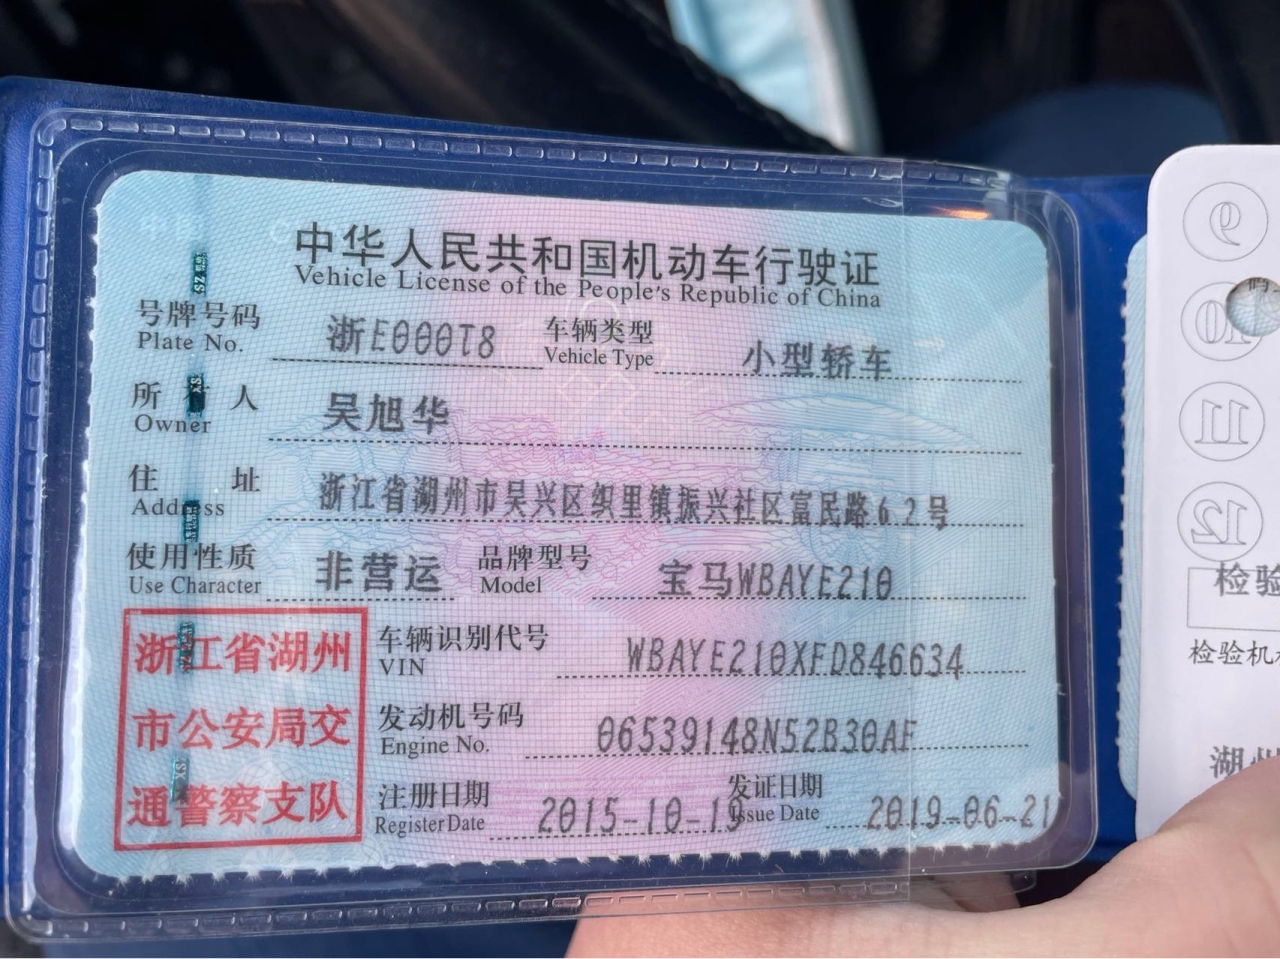 中华人民共和国机动车行驶证
Vehicle License of the People's Republic of China
号牌号码 浙E000T8 车辆类型 小型轿车
Plate No. Vehicle Type
所有人 吴旭华
Owner
住址 浙江省湖州市吴兴区织里镇振兴社区富民路62号
Address
使用性质 非营运 品牌型号 宝马WBAYE210
Use Character Model
浙江省湖州
市公安局交
通警察支队
车辆识别代号 WBAYE210XFD846634
VIN
发动机号码 06539148N52B30AF
Engine No.
注册日期 2015-10-19 发证日期 2019-06-21
Register Date Issue Date
9
10
11
12
检验
检验机
湖州